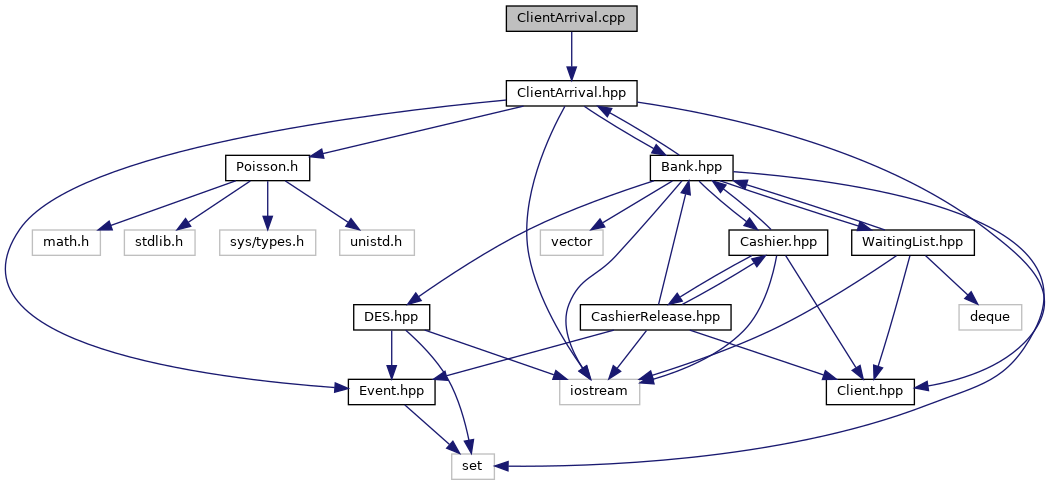 ClientArrival.cpp
ClientArrival.hpp
Poisson.h
Bank.hpp
math.h
stdlib.h
sys/types.h
unistd.h
vector
Cashier.hpp
WaitingList.hpp
DES.hpp
CashierRelease.hpp
deque
Event.hpp
iostream
Client.hpp
set